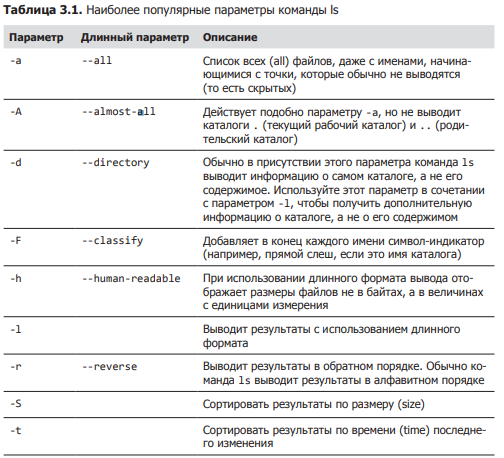 Таблица 3.1. Наиболее популярные параметры команды ls
Параметр Длинный параметр Описание
-a --all Список всех (all) файлов, даже с именами, начина-
ющимися с точки, которые обычно не выводятся
(то есть скрытых)
-A --almost-all Действует подобно параметру -a, но не выводит
каталоги . (текущий рабочий каталог) и .. (роди-
тельский каталог)
-d --directory Обычно в присутствии этого параметра команда ls
выводит информацию о самом каталоге, а не его
содержимое. Используйте этот параметр в сочетании
с параметром -l, чтобы получить дополнительную
информацию о каталоге, а не о его содержимом
-F --classify Добавляет в конец каждого имени символ-индикатор
(например, прямой слеш, если это имя каталога)
-h --human-readable При использовании длинного формата вывода ото-
бражает размеры файлов не в байтах, а в величинах
с единицами измерения
-l Выводит результаты с использованием длинного
формата
-r --reverse Выводит результаты в обратном порядке. Обычно ко-
манда ls выводит результаты в алфавитном порядке
-S Сортировать результаты по размеру (size)
-t Сортировать результаты по времени (time) последне-
го изменения